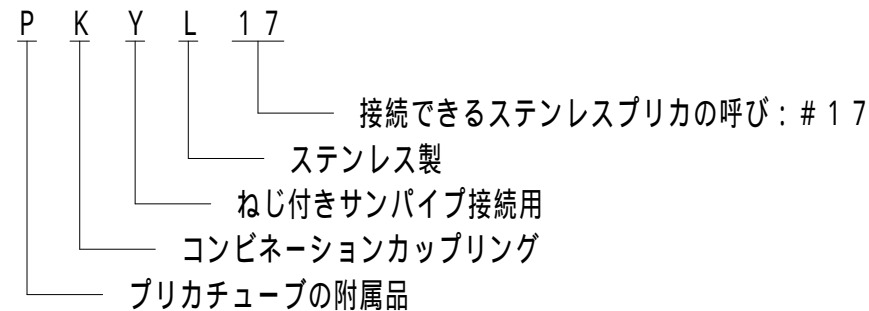 P K Y L 17
接続できるステンレスプリカの呼び：＃17
ステンレス製
ねじ付きサンパイプ接続用
コンビネーションカップリング
プリカチューブの附属品